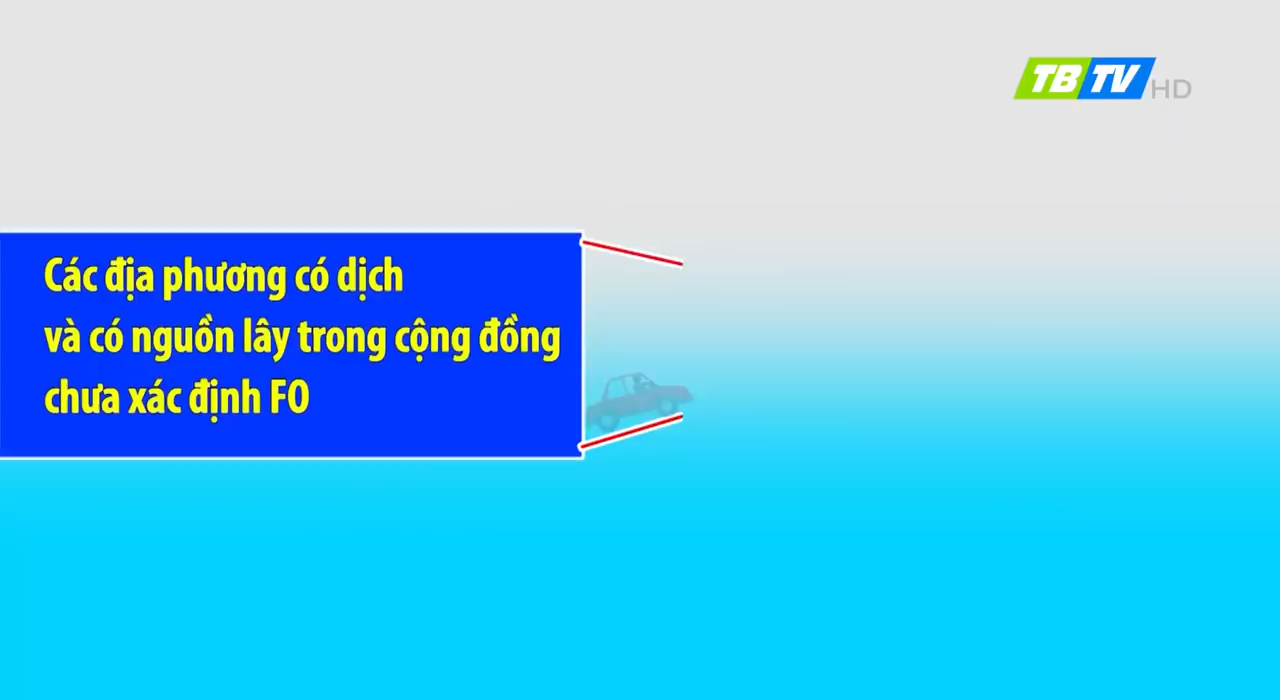 TBTV HD
Các địa phương có dịch
và có nguồn lây trong cộng đồng
chưa xác định F0